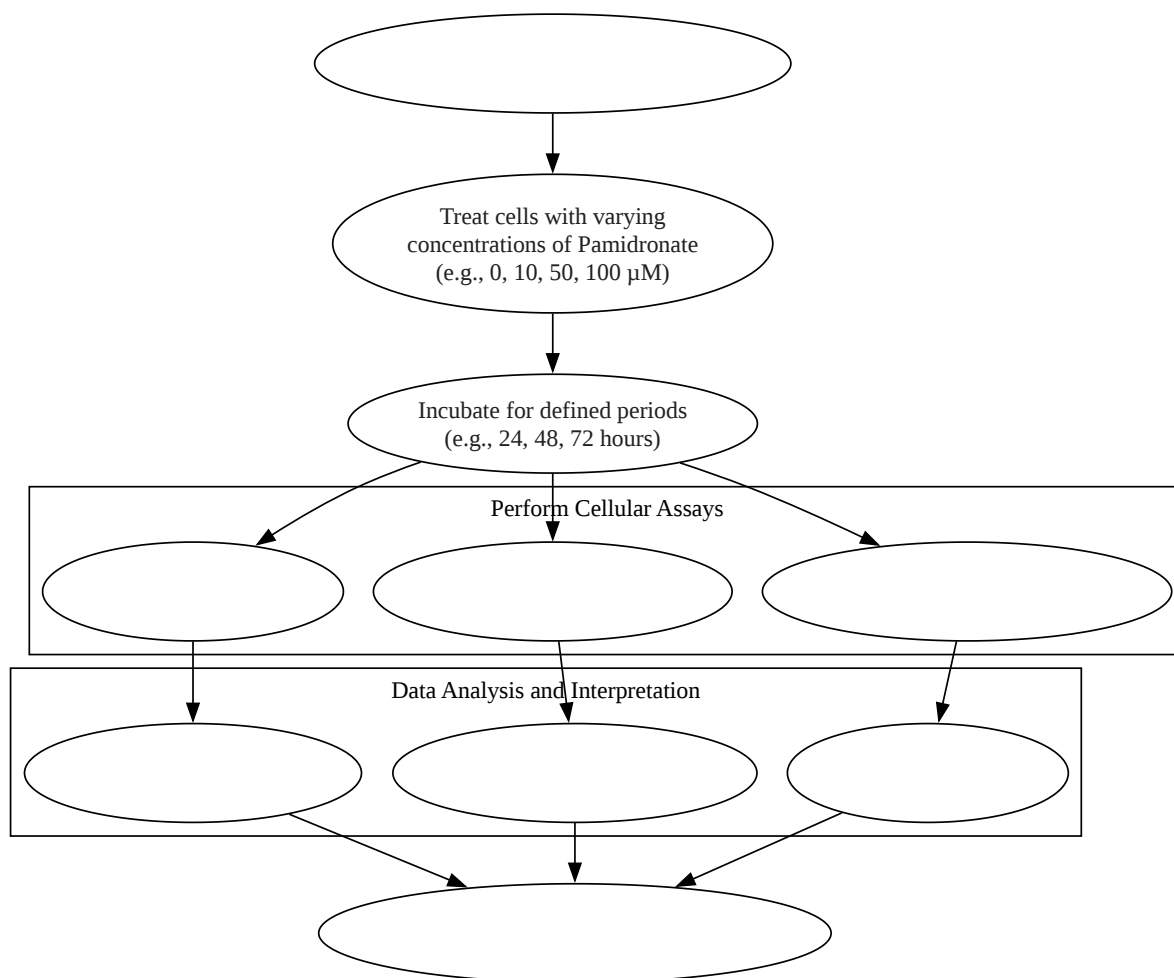 Treat cells with varying
concentrations of Pamidronate
(e.g., 0, 10, 50, 100 µM)
Incubate for defined periods
(e.g., 24, 48, 72 hours)
Perform Cellular Assays
Data Analysis and Interpretation